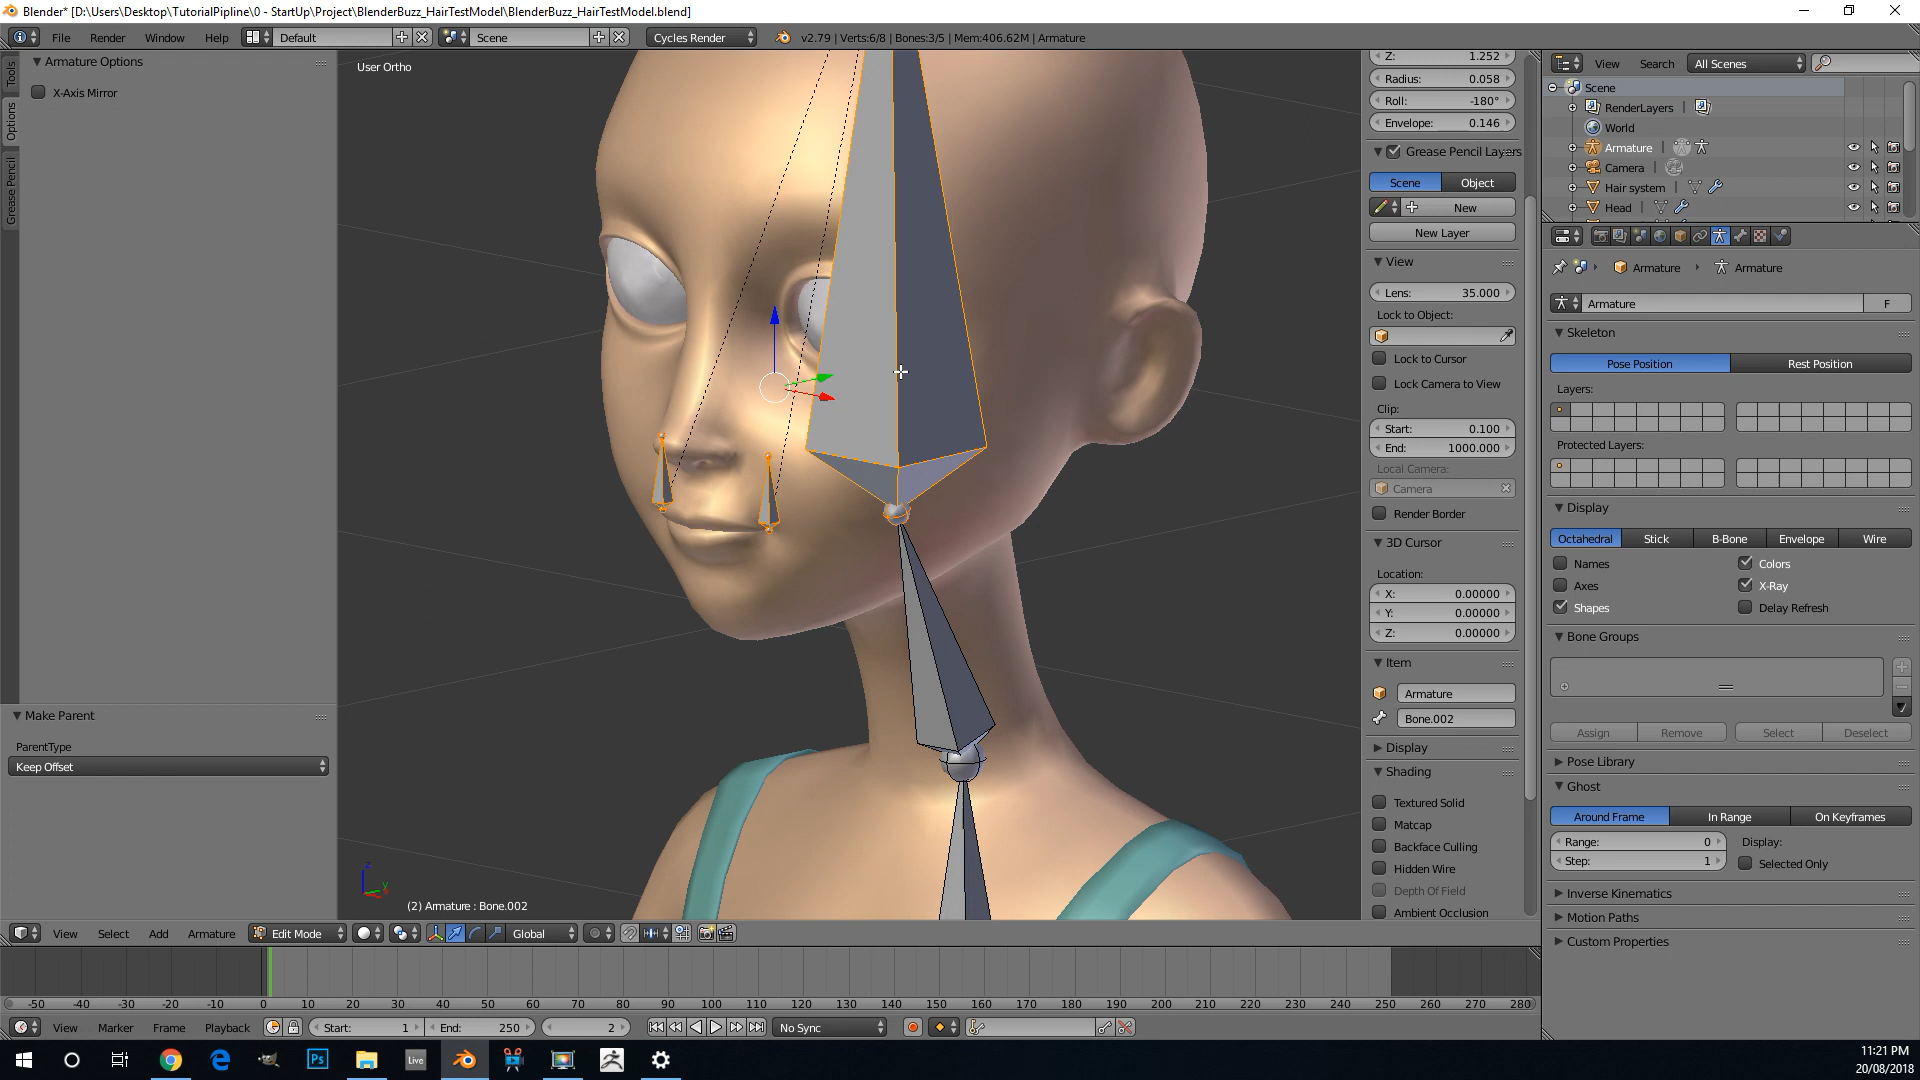 Blender* [D:\Users\Desktop\TutorialPipline\0 - StartUp\Project\BlenderBuzz_HairTestModel\BlenderBuzz_HairTestModel.blend]
File Render Window Help Default Scene Cycles Render v2.79 | Verts:6/8 | Bones:3/5 | Mem:406.62M | Armature
Tools
Options
Grease Pencil
Armature Options
X-Axis Mirror
Make Parent
ParentType
Keep Offset
User Ortho
(2) Armature : Bone.002
z
y
View Select Add Armature Edit Mode Global
Z: 1.252
Radius: 0.058
Roll: -180°
Envelope: 0.146
Grease Pencil Layers
Scene Object
New
New Layer
View
Lens: 35.000
Lock to Object:
Lock to Cursor
Lock Camera to View
Clip:
Start: 0.100
End: 1000.000
Local Camera:
Camera
Render Border
3D Cursor
Location:
X: 0.00000
Y: 0.00000
Z: 0.00000
Item
Armature
Bone.002
Display
Shading
Textured Solid
Matcap
Backface Culling
Hidden Wire
Depth Of Field
Ambient Occlusion
View Search All Scenes
Scene
RenderLayers
World
Armature
Camera
Hair system
Head
Armature Armature
Armature F
Skeleton
Pose Position Rest Position
Layers:
Protected Layers:
Display
Octahedral Stick B-Bone Envelope Wire
Names Colors
Axes X-Ray
Shapes Delay Refresh
Bone Groups
Assign Remove Select Deselect
Pose Library
Ghost
Around Frame In Range On Keyframes
Range: 0 Display:
Step: 1 Selected Only
Inverse Kinematics
Motion Paths
Custom Properties
-50 -40 -30 -20 -10 0 10 20 30 40 50 60 70 80 90 100 110 120 130 140 150 160 170 180 190 200 210 220 230 240 250 260 270 280
View Marker Frame Playback Start: 1 End: 250 2 No Sync
Ps
Live
11:21 PM
20/08/2018